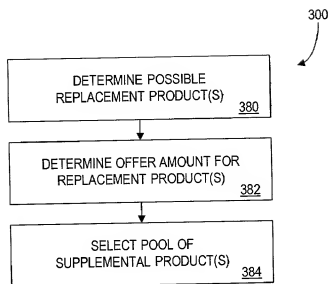 300
DETERMINE POSSIBLE
REPLACEMENT PRODUCT(S)
380
DETERMINE OFFER AMOUNT FOR
REPLACEMENT PRODUCT(S)
382
SELECT POOL OF
SUPPLEMENTAL PRODUCT(S)
384